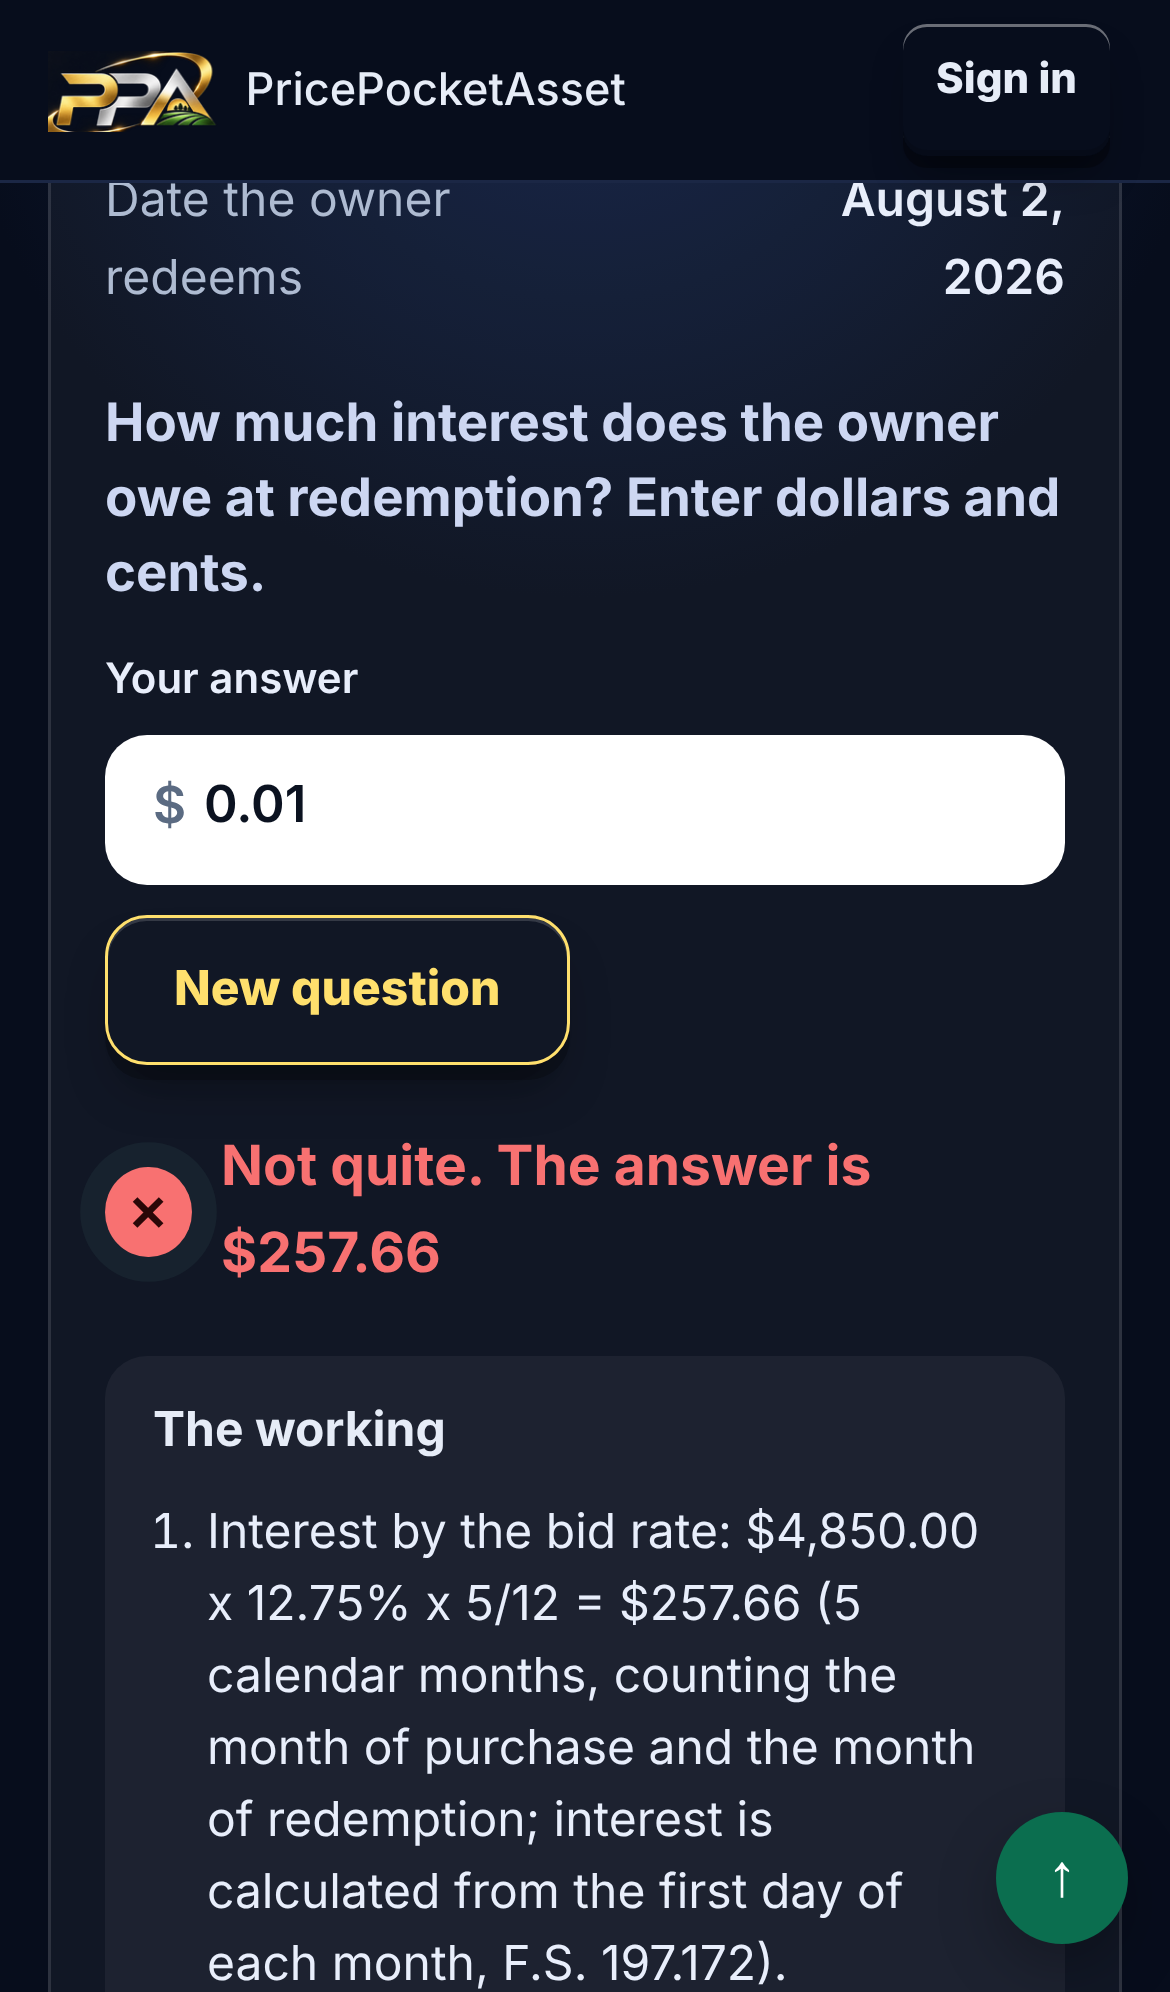 PPA
PricePocketAsset
Sign in
Date the owner
redeems
August 2,
2026
How much interest does the owner
owe at redemption? Enter dollars and
cents.
Your answer
$ 0.01
New question
Not quite. The answer is
$257.66
The working
1. Interest by the bid rate: $4,850.00
x 12.75% x 5/12 = $257.66 (5
calendar months, counting the
month of purchase and the month
of redemption; interest is
calculated from the first day of
each month, F.S. 197.172).
↑